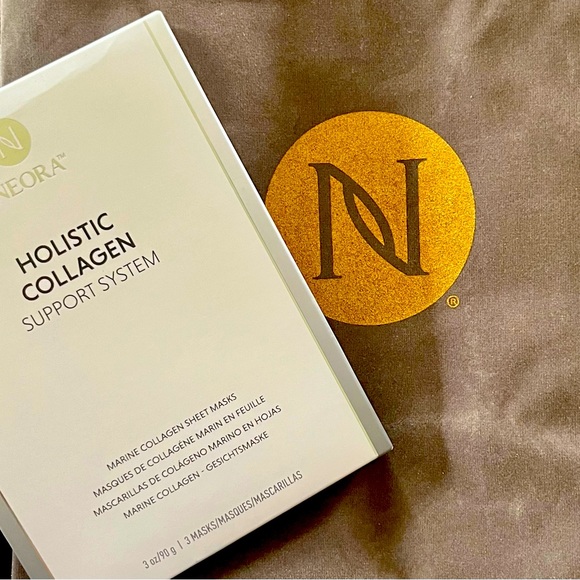 N
NEORA™
HOLISTIC
COLLAGEN
SUPPORT SYSTEM
MARINE COLLAGEN SHEET MASKS
MASQUES DE COLLAGÈNE MARIN EN FEUILLE
MASCARILLAS DE COLÁGENO MARINO EN HOJAS
MARINE COLLAGEN - GESICHTSMASKE
3 oz/90 g | 3 MASKS/MASQUES/MASCARILLAS
N
®